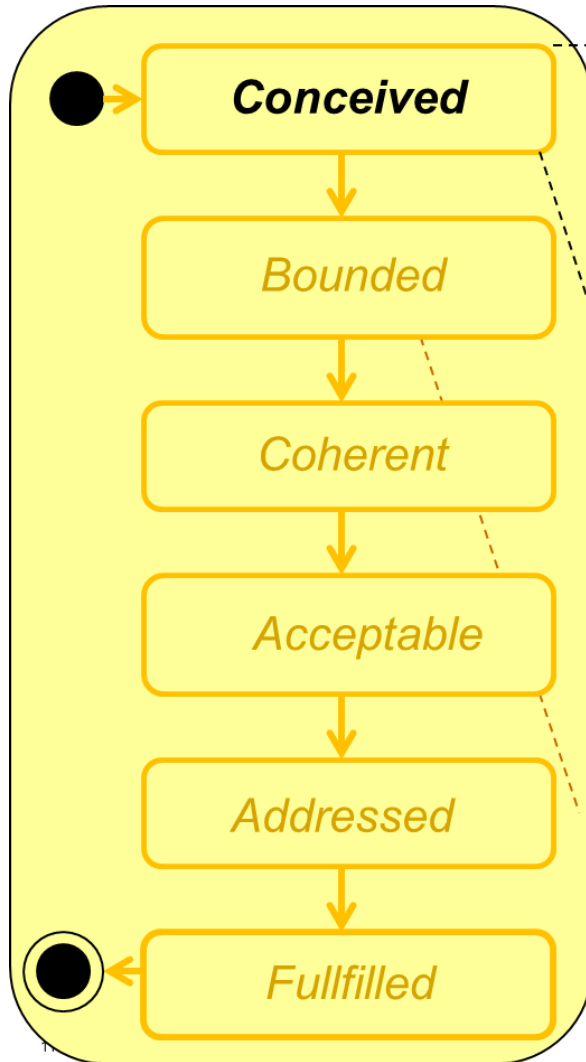 Conceived
Bounded
Coherent
Acceptable
Addressed
Fullfilled